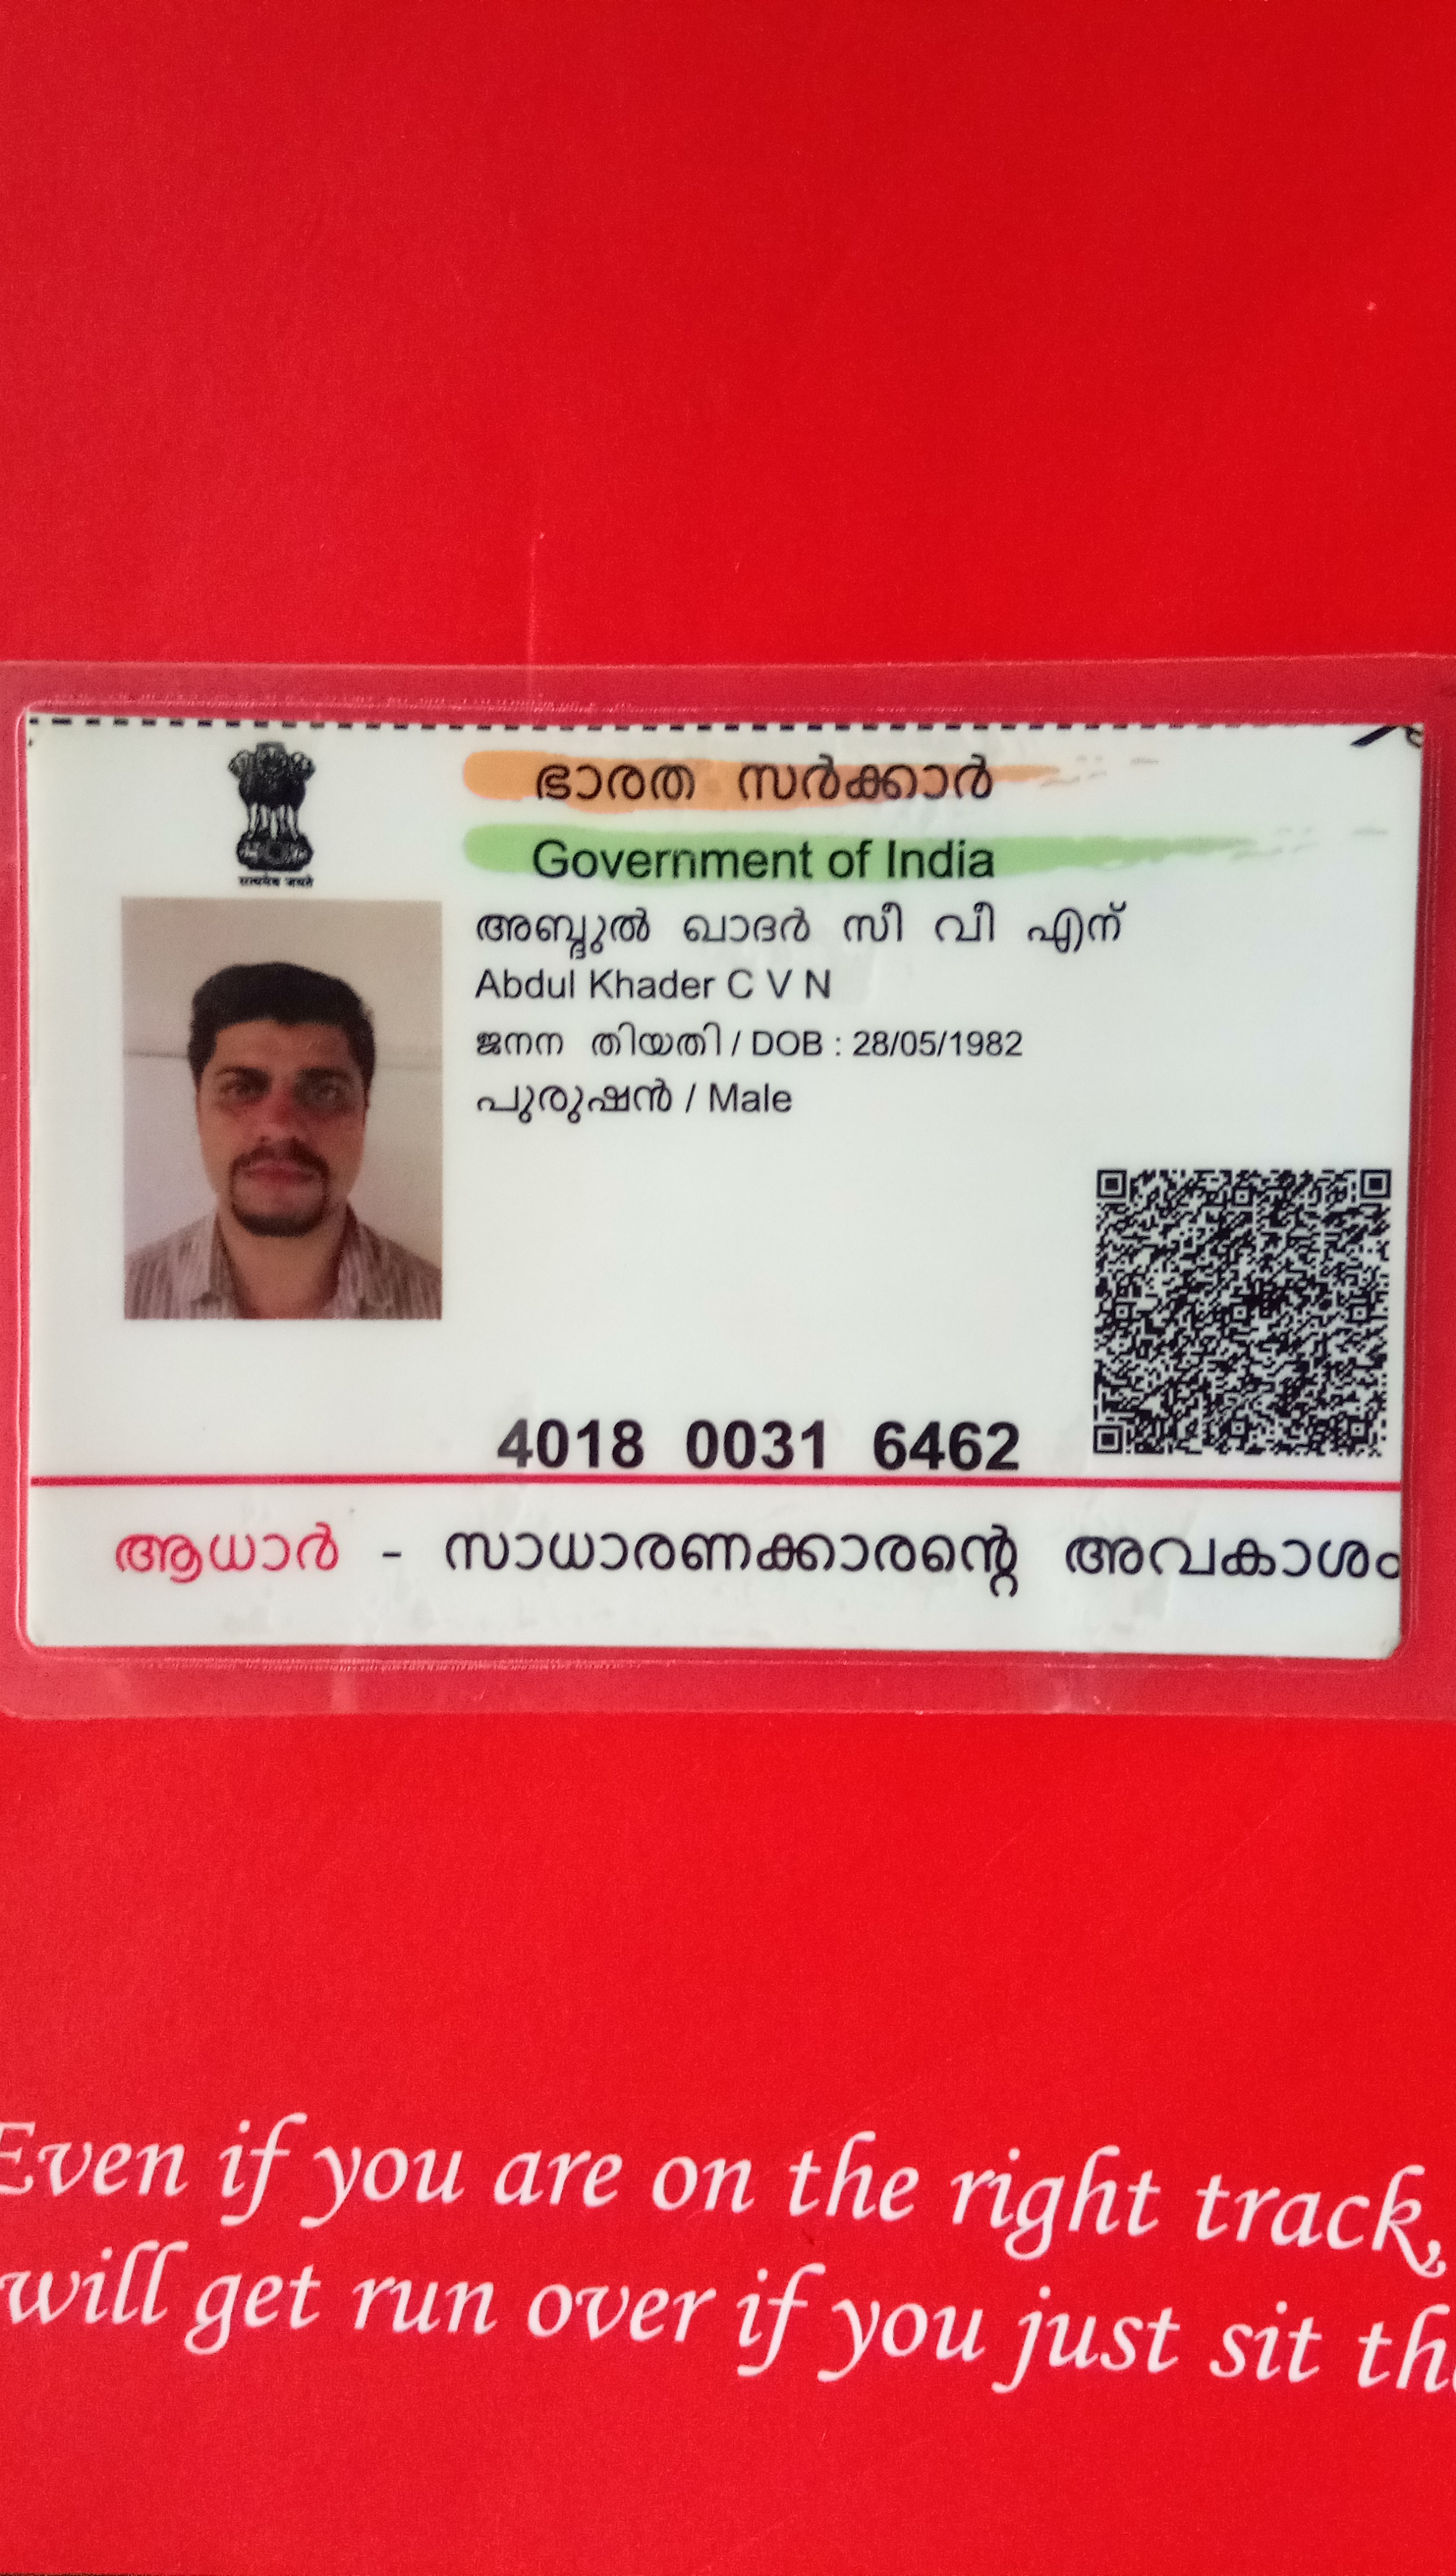 ഭാരത സർക്കാർ
Government of India
सत्यमेव जयते
അബ്ദുൽ ഖാദർ സീ വീ എന്
Abdul Khader C V N
ജനന തിയതി / DOB : 28/05/1982
പുരുഷൻ / Male
4018 0031 6462
ആധാർ - സാധാരണക്കാരന്റെ അവകാശം
Even if you are on the right track,
will get run over if you just sit